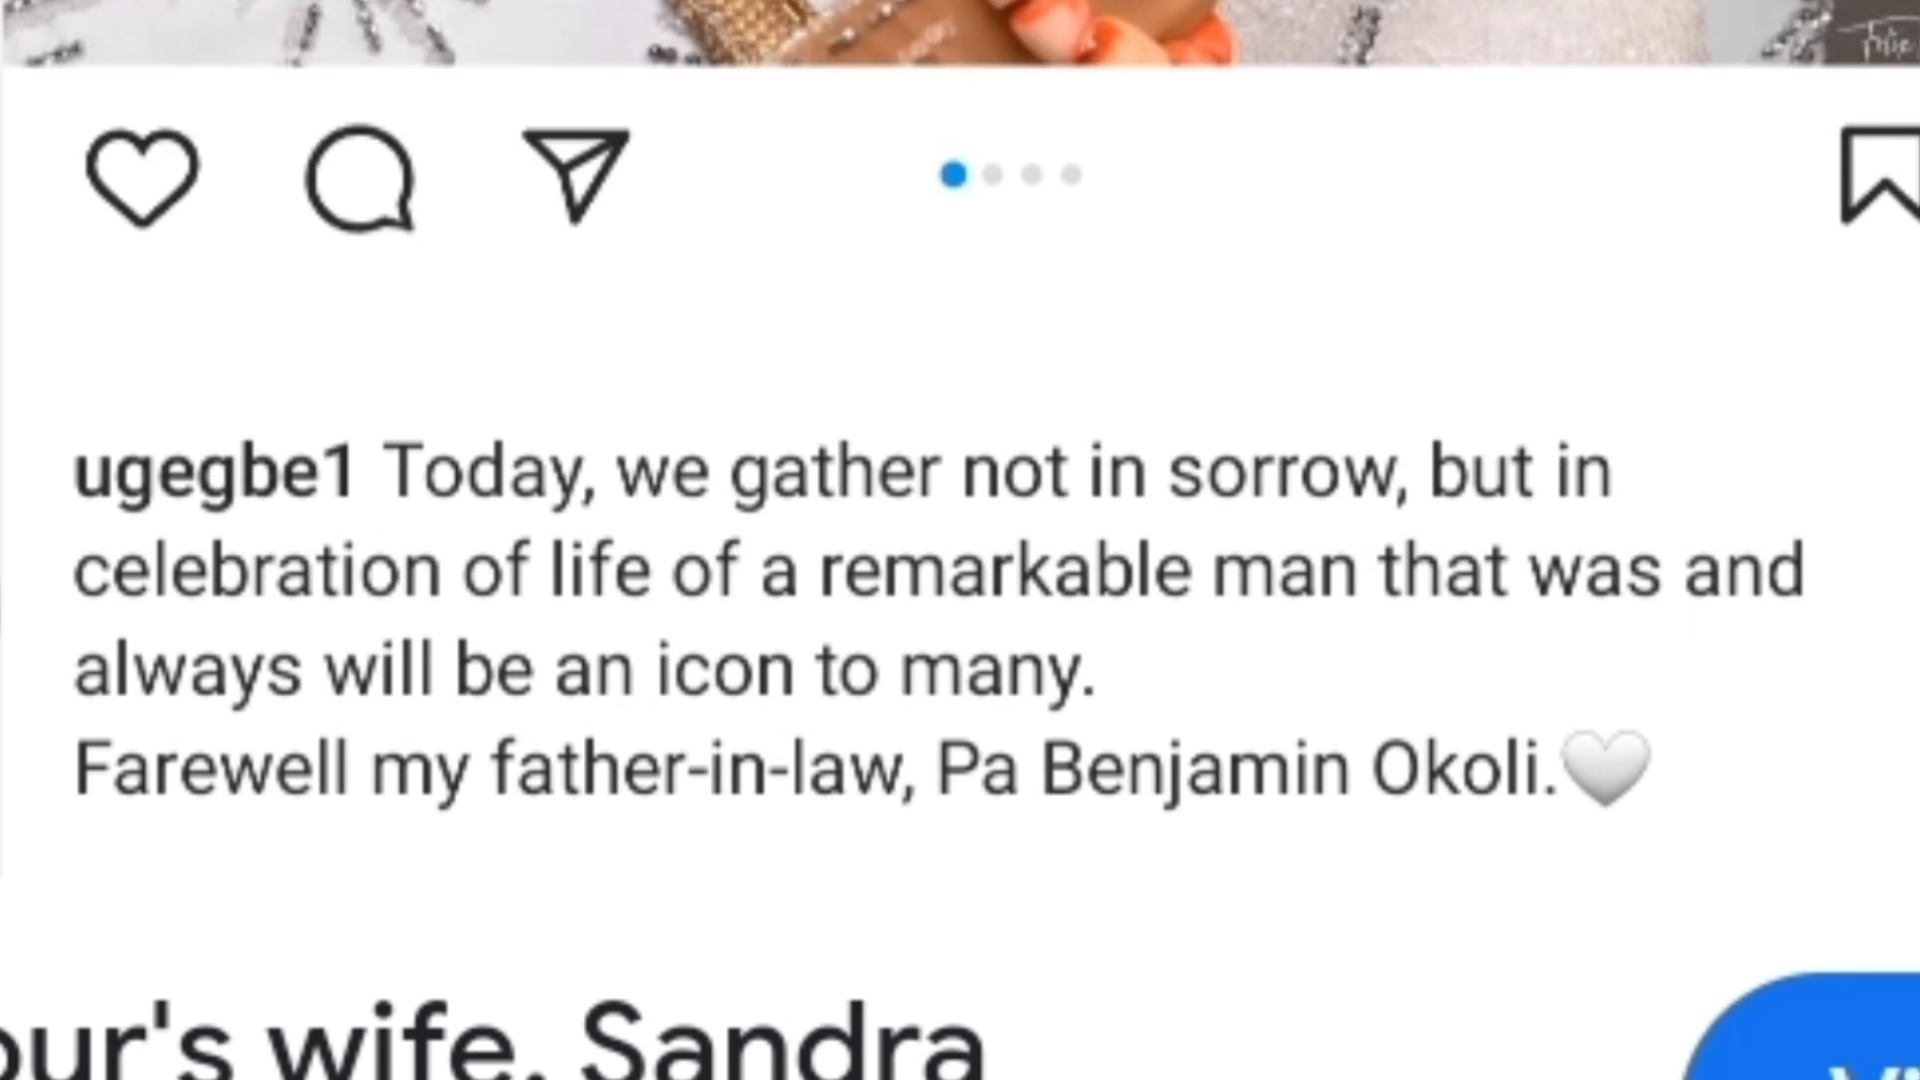 ugegbe1 Today, we gather not in sorrow, but in
celebration of life of a remarkable man that was and
always will be an icon to many.
Farewell my father-in-law, Pa Benjamin Okoli.🤍
our's wife, Sandra